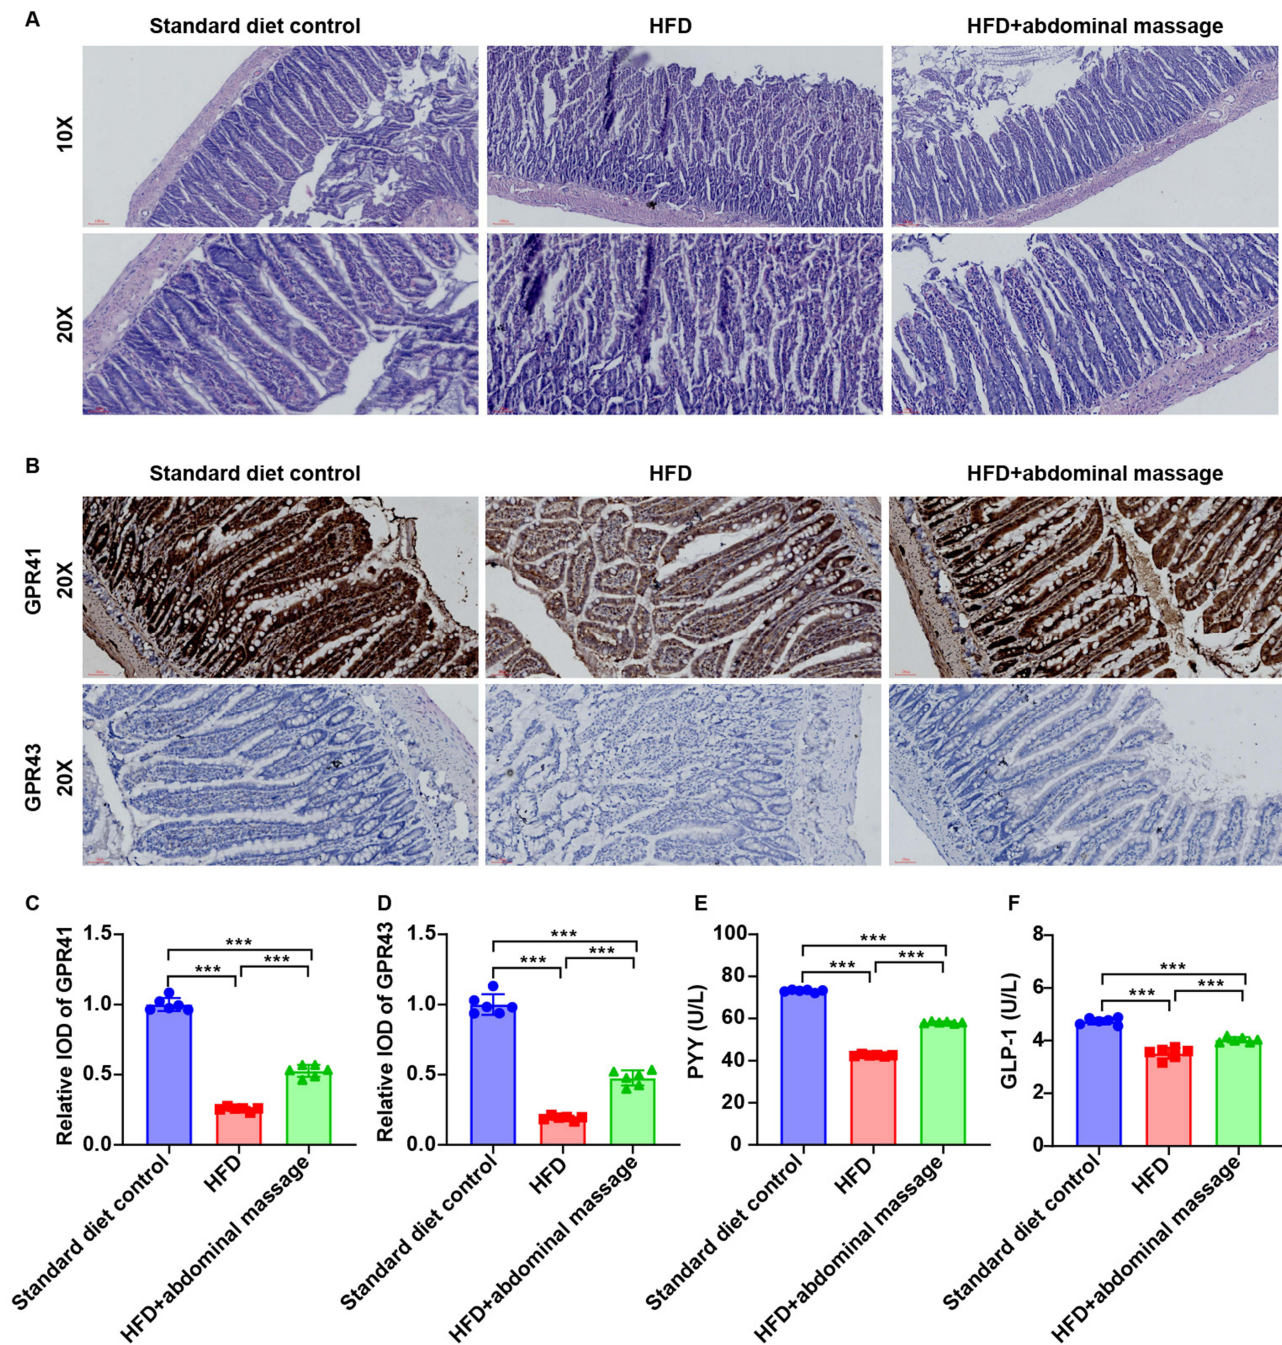 A
Standard diet control
HFD
HFD+abdominal massage
10X
20X
B
Standard diet control
HFD
HFD+abdominal massage
GPR41
20X
GPR43
20X
C
Relative IOD of GPR41
1.5
1.0
0.5
0.0
***
***
***
Standard diet control
HFD
HFD+abdominal massage
D
Relative IOD of GPR43
1.5
1.0
0.5
0.0
***
***
***
Standard diet control
HFD
HFD+abdominal massage
E
PYY (U/L)
100
80
60
40
20
0
***
***
***
Standard diet control
HFD
HFD+abdominal massage
F
GLP-1 (U/L)
8
6
4
2
0
***
***
***
Standard diet control
HFD
HFD+abdominal massage